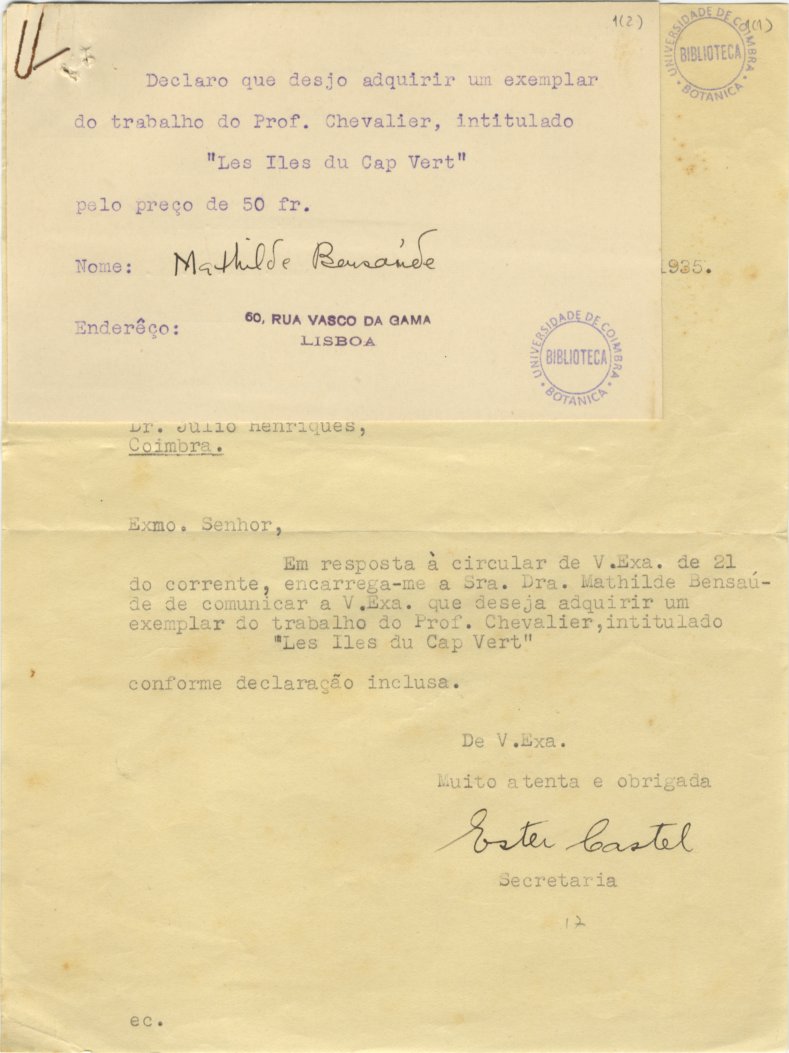 1(2)
Declaro que desjo adquirir um exemplar
do trabalho do Prof. Chevalier, intitulado
"Les Iles du Cap Vert"
pelo preço de 50 fr.
Nome: Mathilde Bensaúde
Enderêço: 60, RUA VASCO DA GAMA
LISBOA
UNIVERSIDADE DE COIMBRA
BIBLIOTECA
BOTANICA
1(1)
UNIVERSIDADE DE COIMBRA
BIBLIOTECA
BOTANICA
1935.
Dr. Julio Henriques,
Coimbra.
Exmo. Senhor,
Em resposta à circular de V.Exa. de 21
do corrente, encarrega-me a Sra. Dra. Mathilde Bensaú-
de de comunicar a V.Exa. que deseja adquirir um
exemplar do trabalho do Prof. Chevalier,intitulado
"Les Iles du Cap Vert"
conforme declaração inclusa.
De V.Exa.
Muito atenta e obrigada
Ester Castel
Secretaria
12
ec.